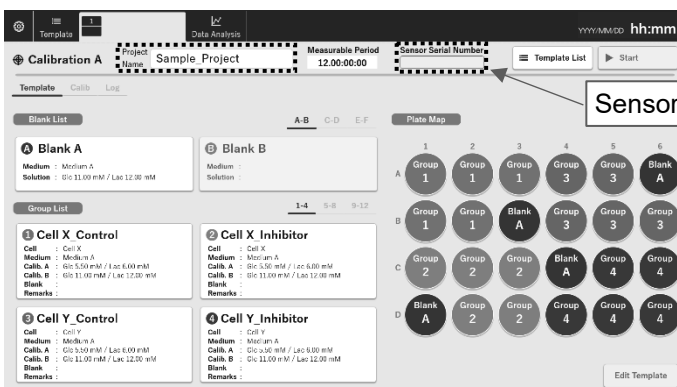 Template
1
Data Analysis
YYYY/MM/DD hh:mm
Calibration A
Project Name
Sample_Project
Measurable Period
12.00:00:00
Sensor Serial Number
Template List
Start
Sensor
Template Calib Log
Blank List
A-B C-D E-F
A Blank A
Medium : Medium A
Solution : Glc 11.00 mM / Lac 12.00 mM
B Blank B
Medium :
Solution :
Group List
1-4 5-8 9-12
1 Cell X_Control
Cell : Cell X
Medium : Medium A
Calib. A : Glc 5.50 mM / Lac 6.00 mM
Calib. B : Glc 11.00 mM / Lac 12.00 mM
Blank :
Remarks :
2 Cell X_Inhibitor
Cell : Cell X
Medium : Medium A
Calib. A : Glc 5.50 mM / Lac 6.00 mM
Calib. B : Glc 11.00 mM / Lac 12.00 mM
Blank :
Remarks :
3 Cell Y_Control
Cell : Cell Y
Medium : Medium A
Calib. A : Glc 5.50 mM / Lac 6.00 mM
Calib. B : Glc 11.00 mM / Lac 12.00 mM
Blank :
Remarks :
4 Cell Y_Inhibitor
Cell : Cell Y
Medium : Medium A
Calib. A : Glc 5.50 mM / Lac 6.00 mM
Calib. B : Glc 11.00 mM / Lac 12.00 mM
Blank :
Remarks :
Plate Map
1 2 3 4 5 6
A Group 1 Group 1 Group 1 Group 3 Group 3 Blank A
B Group 1 Group 1 Blank A Group 3 Group 3 Group 3
C Group 2 Group 2 Group 2 Blank A Group 4 Group 4
D Blank A Group 2 Group 2 Group 4 Group 4 Group 4
Edit Template